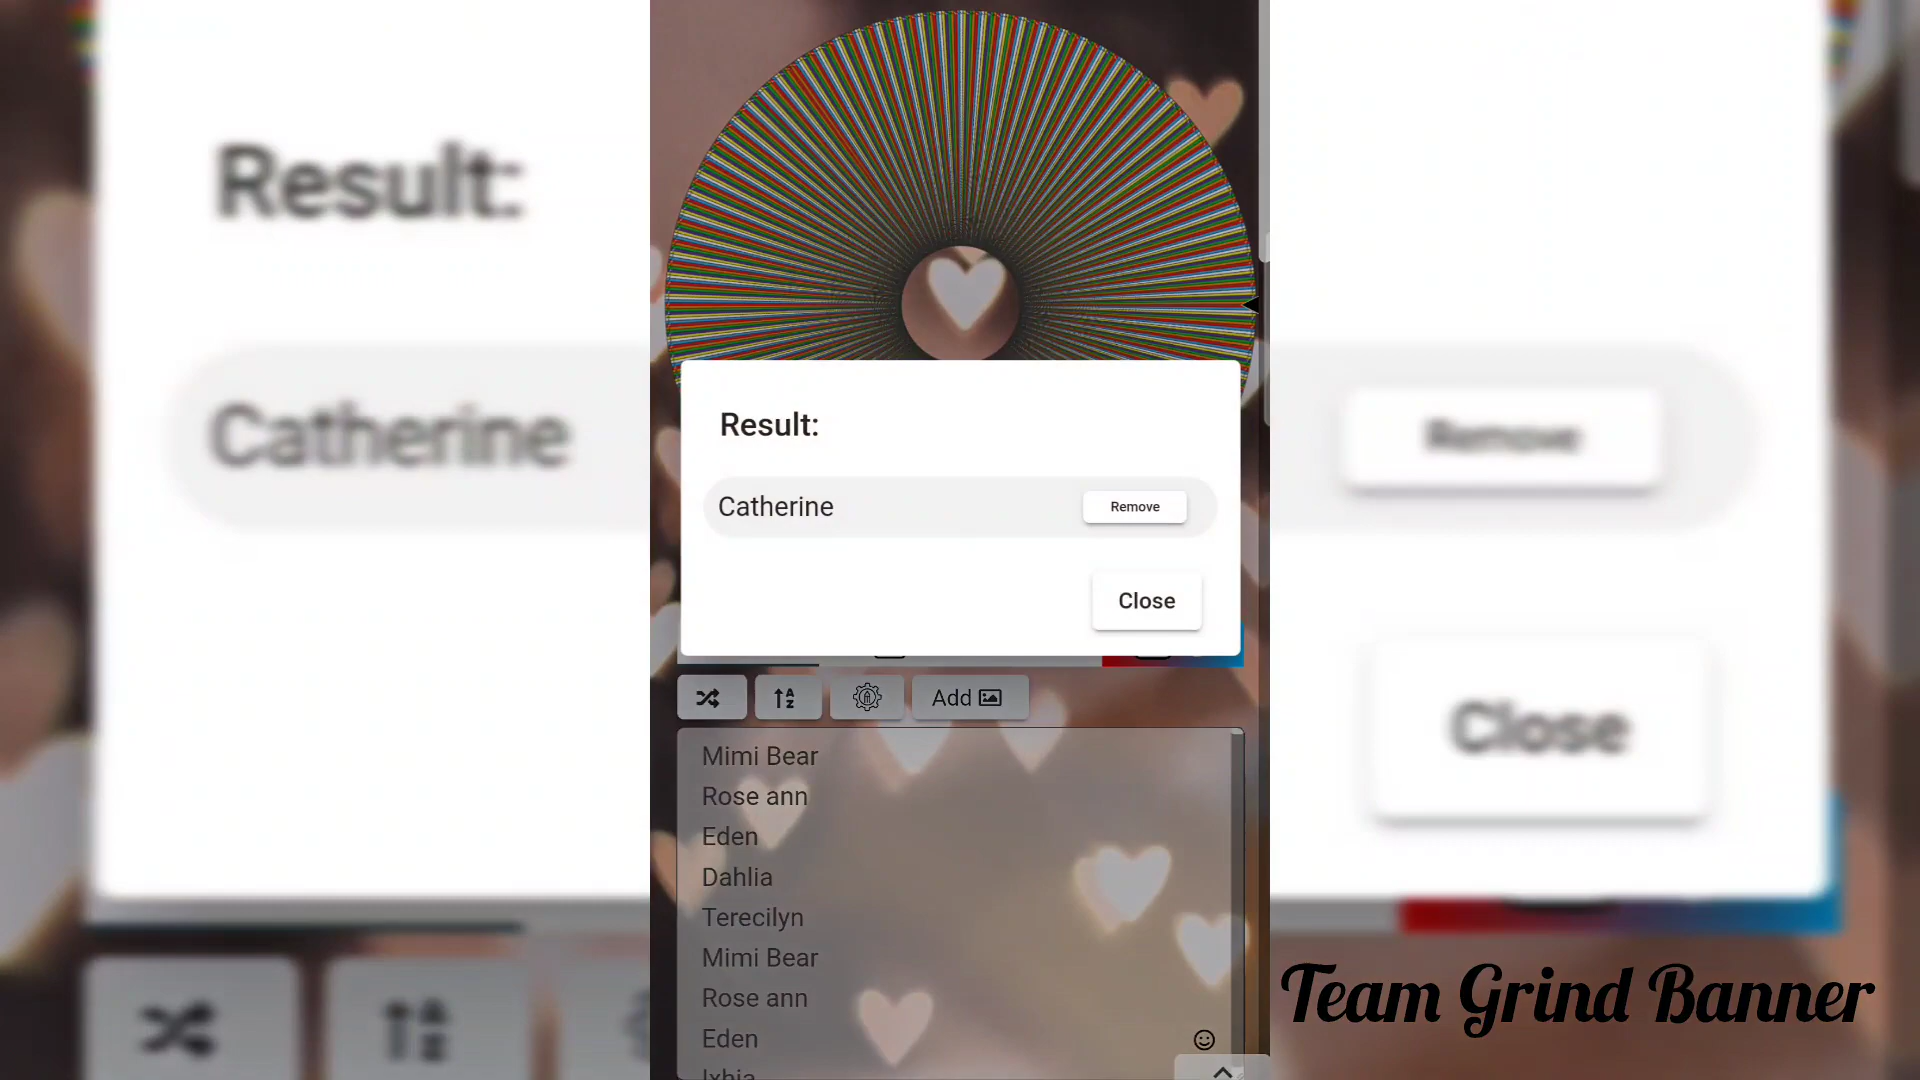 Result:
Catherine
Remove
Close
Result:
Catherine
Remove
Close
Add
Mimi Bear
Rose ann
Eden
Dahlia
Terecilyn
Mimi Bear
Rose ann
Eden
Team Grind Banner